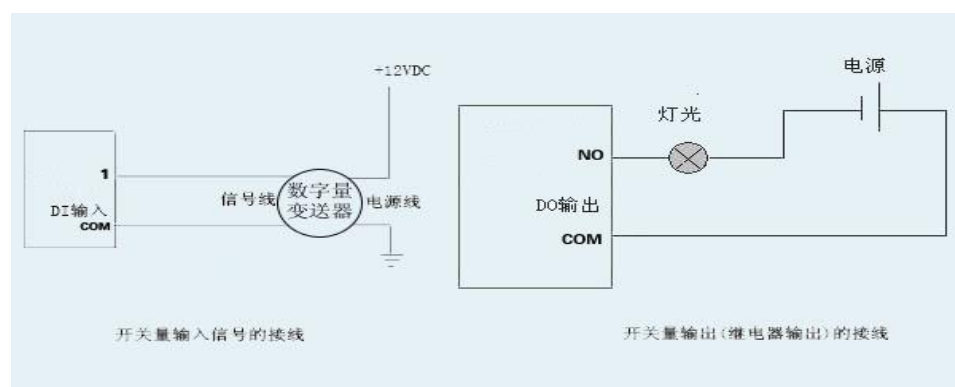 +12VDC
1
DI输入
COM
信号线
数字量
变送器
电源线
开关量输入信号的接线
电源
灯光
NO
DO输出
COM
开关量输出(继电器输出)的接线